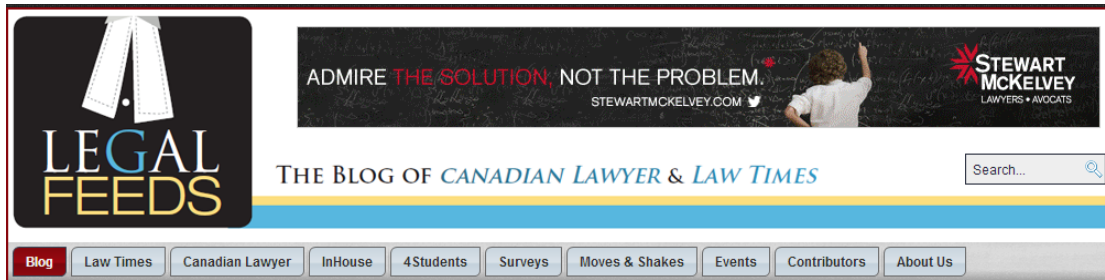 LEGAL
FEEDS
ADMIRE THE SOLUTION, NOT THE PROBLEM.*
STEWARTMCKELVEY.COM
STEWART
MCKELVEY
LAWYERS • AVOCATS
THE BLOG OF CANADIAN LAWYER & LAW TIMES
Search...
Blog
Law Times
Canadian Lawyer
InHouse
4Students
Surveys
Moves & Shakes
Events
Contributors
About Us